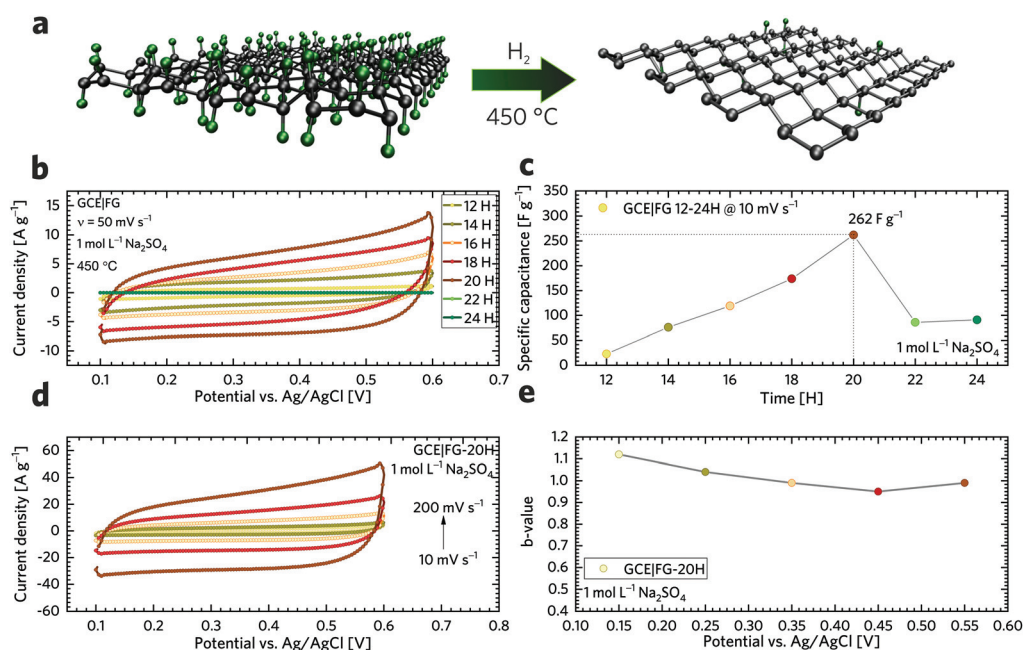 a
H₂
450 °C
b
GCE|FG
ν = 50 mV s⁻¹
1 mol L⁻¹ Na₂SO₄
450 °C
12 H
14 H
16 H
18 H
20 H
22 H
24 H
15
10
5
0
-5
-10
Current density [A g⁻¹]
0.1 0.2 0.3 0.4 0.5 0.6 0.7
Potential vs. Ag/AgCl [V]
c
GCE|FG 12-24H @ 10 mV s⁻¹
262 F g⁻¹
1 mol L⁻¹ Na₂SO₄
350
300
250
200
150
100
50
0
Specific capacitance [F g⁻¹]
12 14 16 18 20 22 24
Time [H]
d
GCE|FG-20H
1 mol L⁻¹ Na₂SO₄
200 mV s⁻¹
10 mV s⁻¹
60
40
20
0
-20
-40
-60
Current density [A g⁻¹]
0.1 0.2 0.3 0.4 0.5 0.6 0.7 0.8
Potential vs. Ag/AgCl [V]
e
1.2
1.1
1.0
0.9
0.8
0.7
0.6
0.5
0.4
b-value
GCE|FG-20H
1 mol L⁻¹ Na₂SO₄
0.10 0.15 0.20 0.25 0.30 0.35 0.40 0.45 0.50 0.55 0.60
Potential vs. Ag/AgCl [V]